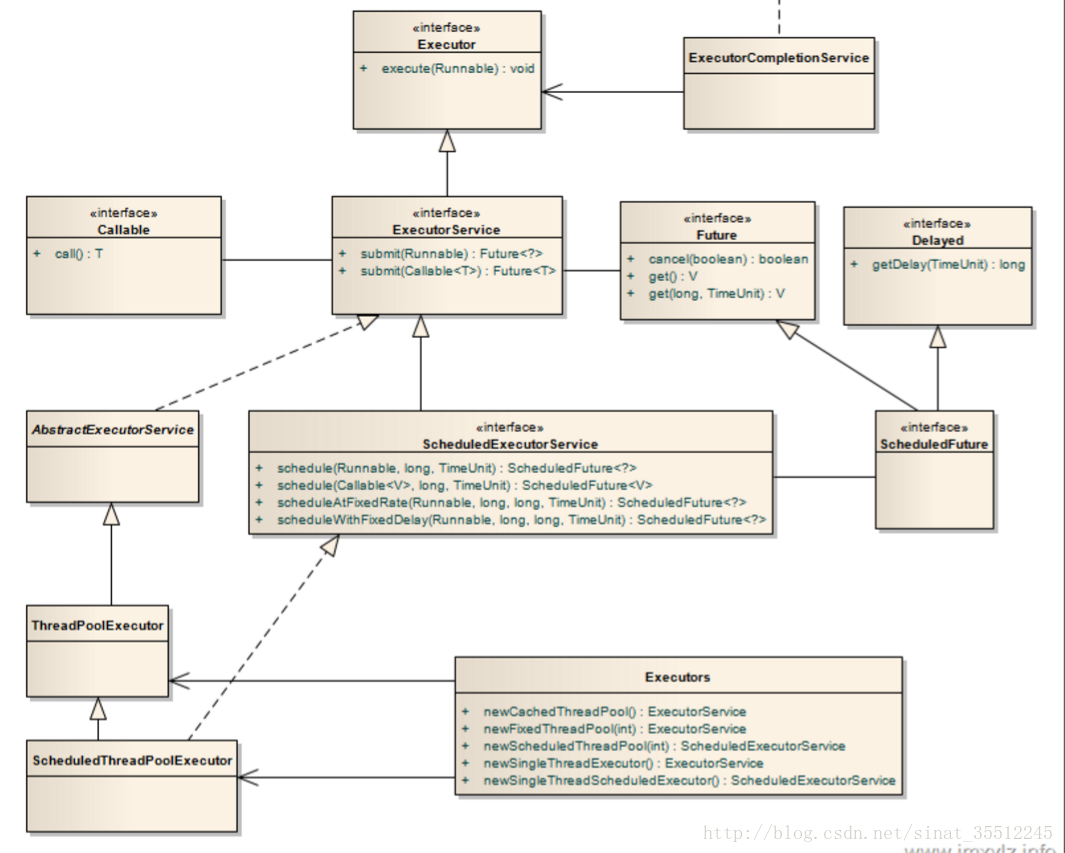 «interface»
Executor
+ execute(Runnable) : void
ExecutorCompletionService
«interface»
Callable
+ call() : T
«interface»
ExecutorService
+ submit(Runnable) : Future<?>
+ submit(Callable<T>) : Future<T>
«interface»
Future
+ cancel(boolean) : boolean
+ get() : V
+ get(long, TimeUnit) : V
«interface»
Delayed
+ getDelay(TimeUnit) : long
AbstractExecutorService
«interface»
ScheduledExecutorService
+ schedule(Runnable, long, TimeUnit) : ScheduledFuture<?>
+ schedule(Callable<V>, long, TimeUnit) : ScheduledFuture<V>
+ scheduleAtFixedRate(Runnable, long, long, TimeUnit) : ScheduledFuture<?>
+ scheduleWithFixedDelay(Runnable, long, long, TimeUnit) : ScheduledFuture<?>
«interface»
ScheduledFuture
ThreadPoolExecutor
Executors
+ newCachedThreadPool() : ExecutorService
+ newFixedThreadPool(int) : ExecutorService
+ newScheduledThreadPool(int) : ScheduledExecutorService
+ newSingleThreadExecutor() : ExecutorService
+ newSingleThreadScheduledExecutor() : ScheduledExecutorService
ScheduledThreadPoolExecutor
http://blog.csdn.net/sinat_35512245